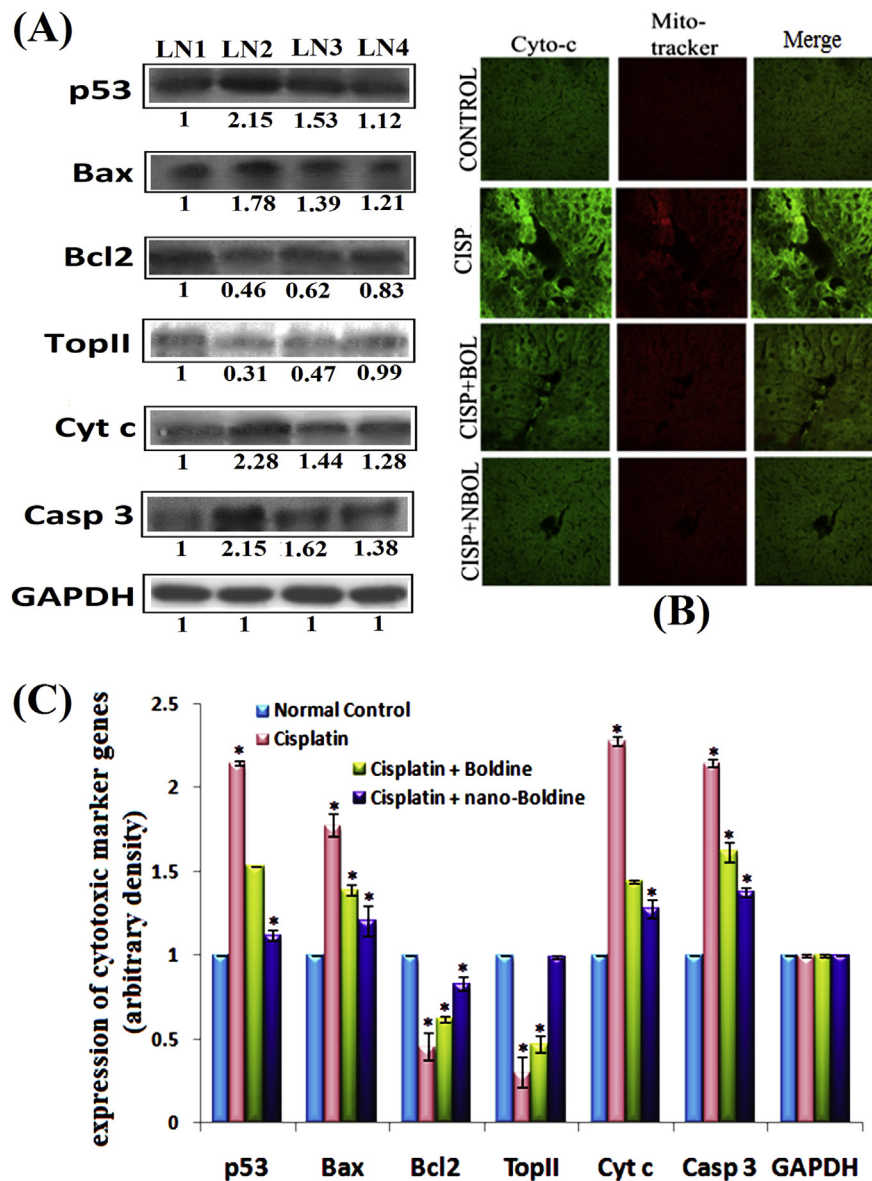 (A)
LN1 LN2 LN3 LN4
p53
1 2.15 1.53 1.12
Bax
1 1.78 1.39 1.21
Bcl2
1 0.46 0.62 0.83
TopII
1 0.31 0.47 0.99
Cyt c
1 2.28 1.44 1.28
Casp 3
1 2.15 1.62 1.38
GAPDH
1 1 1 1
Cyto-c
Mito-
tracker
Merge
CONTROL
CISP
CISP+BOL
CISP+NBOL
(B)
(C)
expression of cytotoxic marker genes
(arbitrary density)
2.5
2
1.5
1
0.5
0
Normal Control
Cisplatin
Cisplatin + Boldine
Cisplatin + nano-Boldine
* * * * * * * * * * * * * * *
p53 Bax Bcl2 TopII Cyt c Casp 3 GAPDH